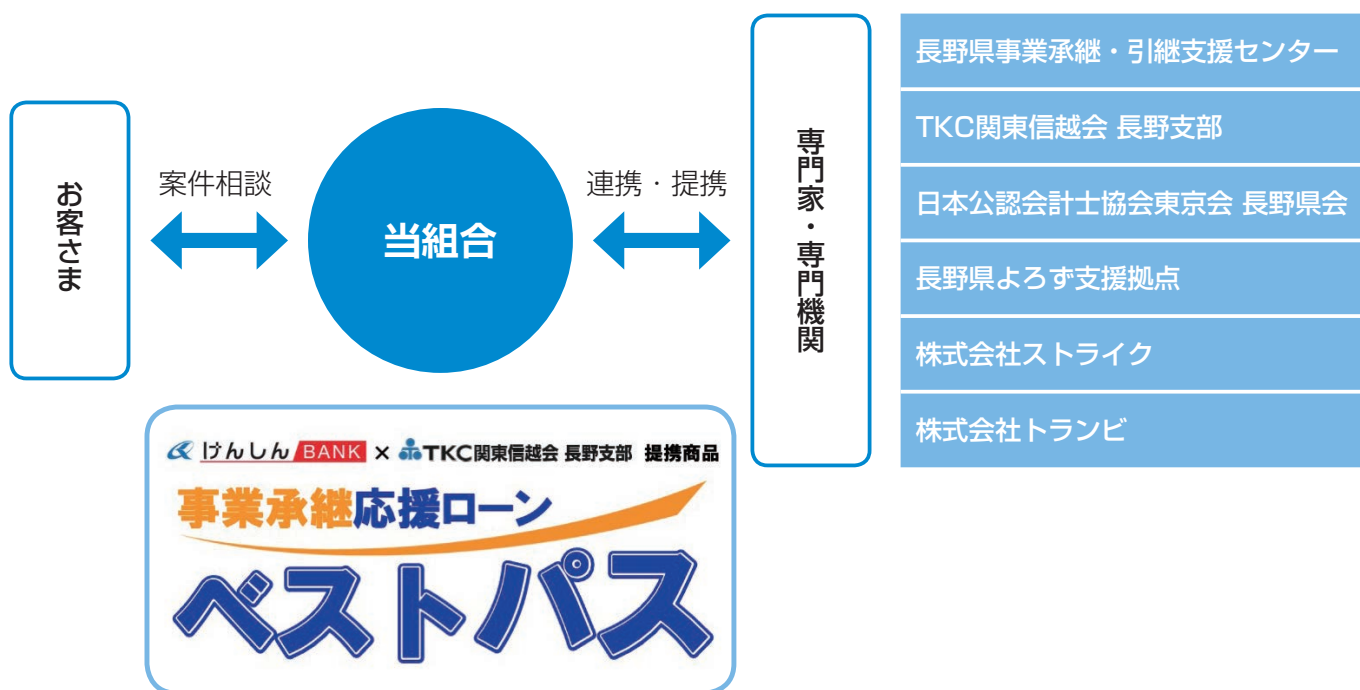 お客さま
案件相談
当組合
連携・提携
専門家・専門機関
長野県事業承継・引継支援センター
TKC関東信越会 長野支部
日本公認会計士協会東京会 長野県会
長野県よろず支援拠点
株式会社ストライク
株式会社トランビ
けんしんBANK × TKC関東信越会 長野支部 提携商品
事業承継応援ローン
ベストパス